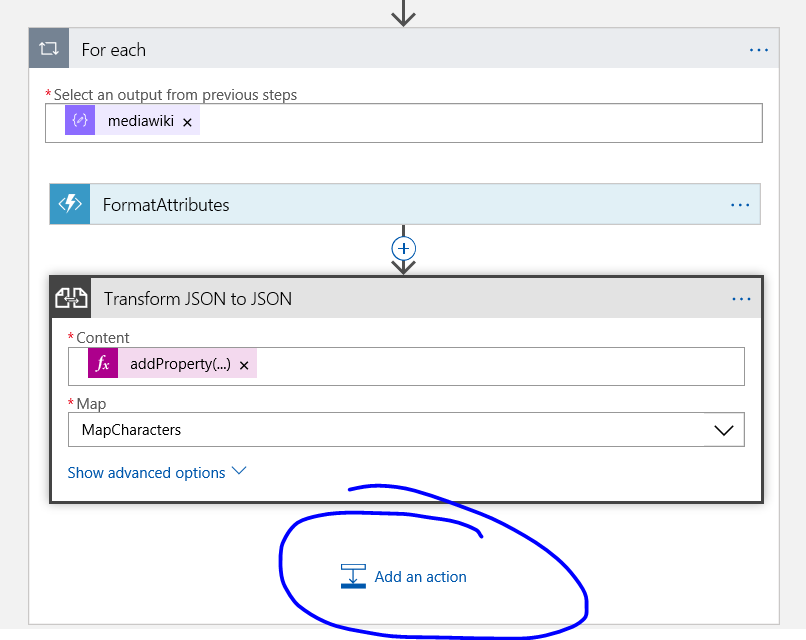 For each
* Select an output from previous steps
mediawiki ×
FormatAttributes
Transform JSON to JSON
* Content
fx addProperty(...) ×
* Map
MapCharacters
Show advanced options
Add an action